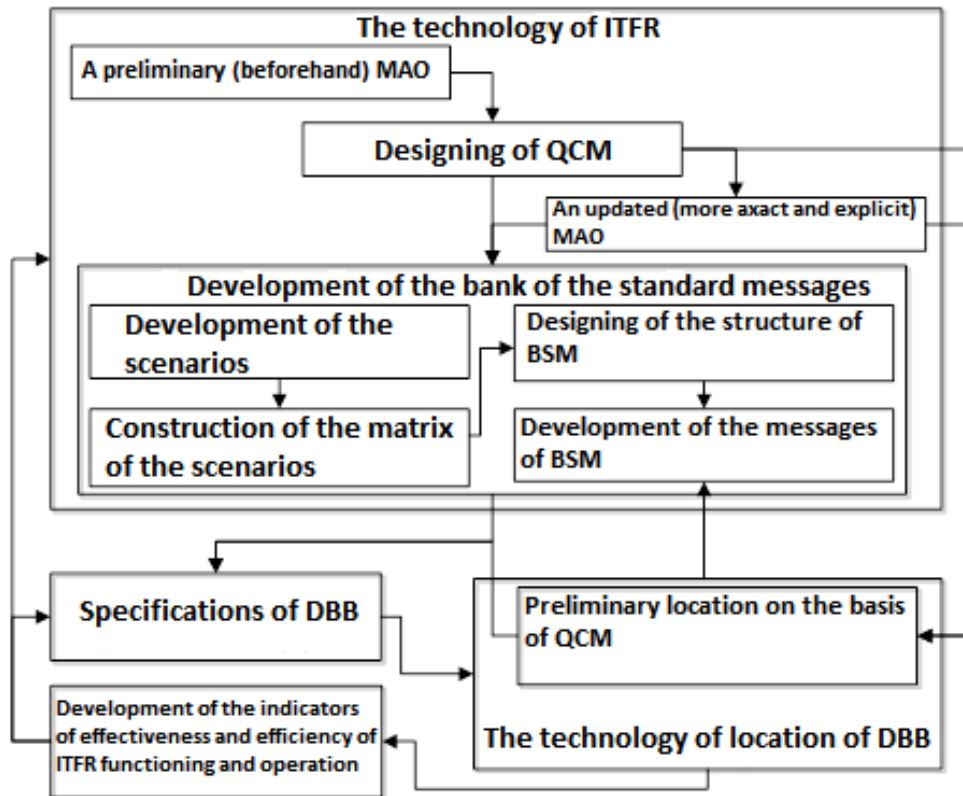 The technology of ITFR
A preliminary (beforehand) MAO
Designing of QCM
An updated (more axact and explicit)
MAO
Development of the bank of the standard messages
Development of the
scenarios
Designing of the structure of
BSM
Construction of the matrix
of the scenarios
Development of the messages
of BSM
Specifications of DBB
Preliminary location on the basis
of QCM
Development of the indicators
of effectiveness and efficiency of
ITFR functioning and operation
The technology of location of DBB